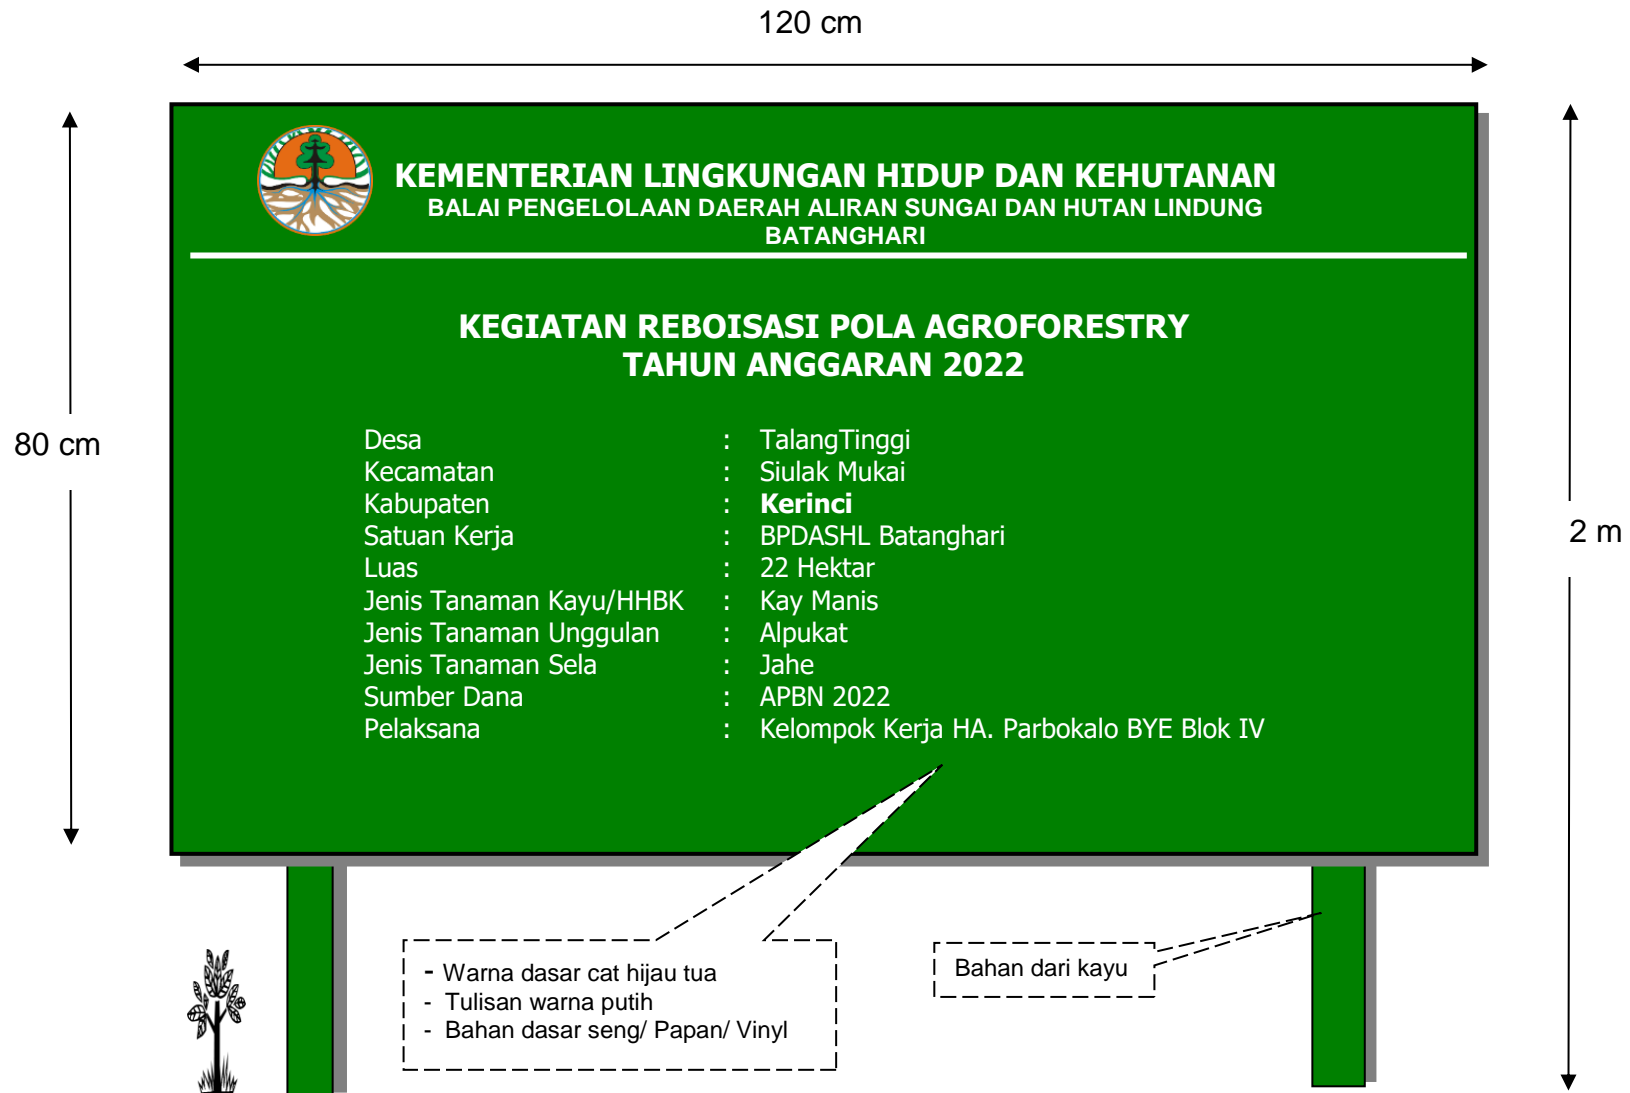 120 cm
KEMENTERIAN LINGKUNGAN HIDUP DAN KEHUTANAN
BALAI PENGELOLAAN DAERAH ALIRAN SUNGAI DAN HUTAN LINDUNG
BATANGHARI
KEGIATAN REBOISASI POLA AGROFORESTRY
TAHUN ANGGARAN 2022
80 cm
2 m
Desa : TalangTinggi
Kecamatan : Siulak Mukai
Kabupaten : Kerinci
Satuan Kerja : BPDASHL Batanghari
Luas : 22 Hektar
Jenis Tanaman Kayu/HHBK : Kay Manis
Jenis Tanaman Unggulan : Alpukat
Jenis Tanaman Sela : Jahe
Sumber Dana : APBN 2022
Pelaksana : Kelompok Kerja HA. Parbokalo BYE Blok IV
- Warna dasar cat hijau tua
- Tulisan warna putih
- Bahan dasar seng/ Papan/ Vinyl
Bahan dari kayu